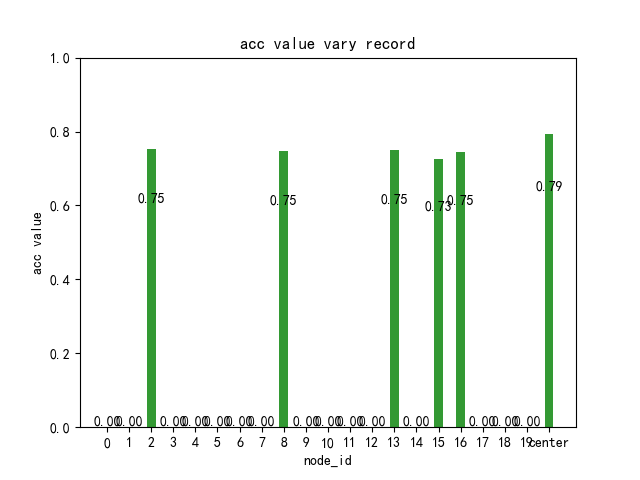 acc value vary record
1.0
0.8
0.6
0.4
0.2
0.0
acc value
0.00 0.00 0.75 0.00 0.00 0.00 0.00 0.00 0.75 0.00 0.00 0.00 0.00 0.75 0.00 0.73 0.75 0.00 0.00 0.00 0.79
0 1 2 3 4 5 6 7 8 9 10 11 12 13 14 15 16 17 18 19 center
node_id